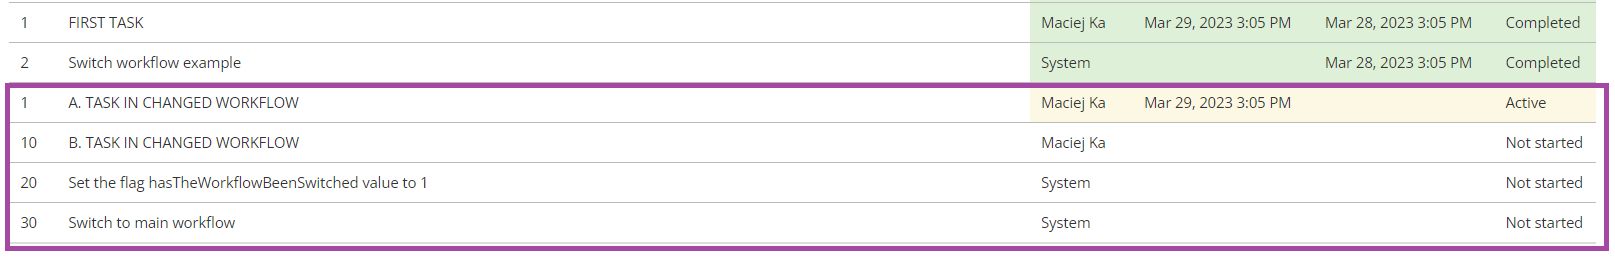 1 FIRST TASK Maciej Ka Mar 29, 2023 3:05 PM Mar 28, 2023 3:05 PM Completed
2 Switch workflow example System Mar 28, 2023 3:05 PM Completed
1 A. TASK IN CHANGED WORKFLOW Maciej Ka Mar 29, 2023 3:05 PM Active
10 B. TASK IN CHANGED WORKFLOW Maciej Ka Not started
20 Set the flag hasTheWorkflowBeenSwitched value to 1 System Not started
30 Switch to main workflow System Not started